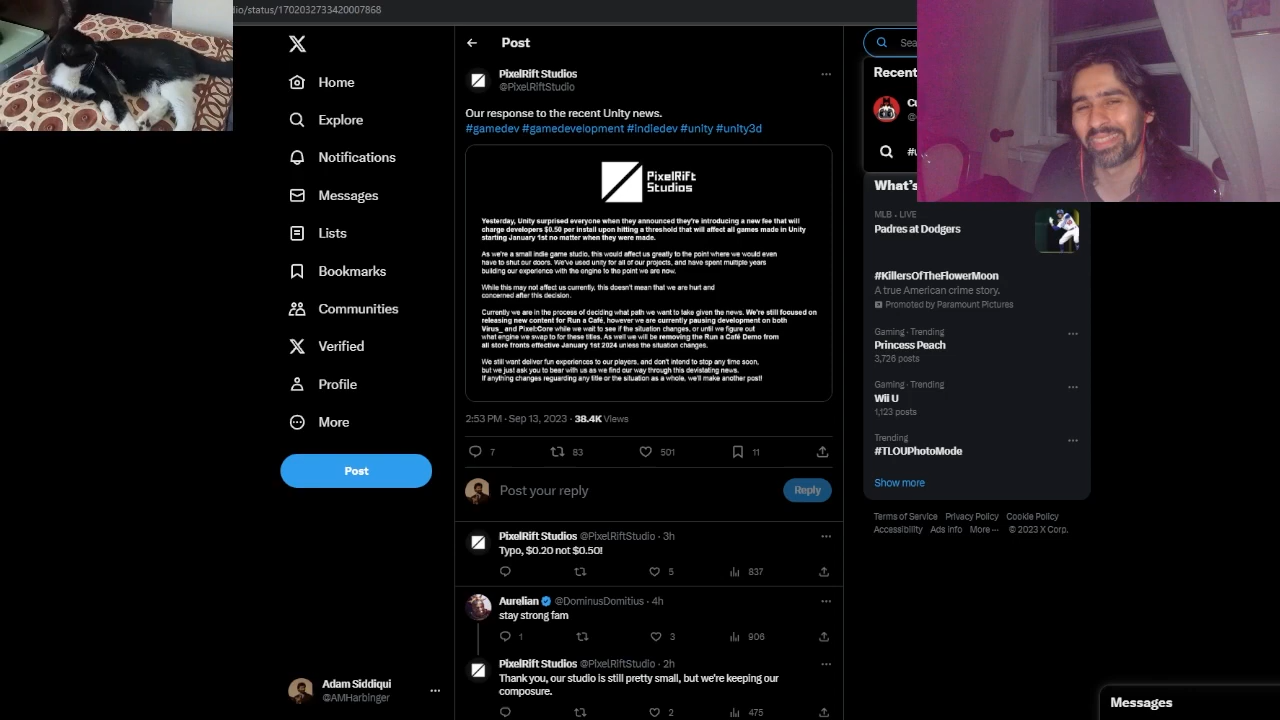 dio/status/1702032733420007868
Home
Explore
Notifications
Messages
Lists
Bookmarks
Communities
Verified
Profile
More
Post
Adam Siddiqui
@AMHarbinger
Post
PixelRift Studios
@PixelRiftStudio
Our response to the recent Unity news.
#gamedev #gamedevelopment #indiedev #unity #unity3d
PixelRift
Studios
Yesterday, Unity surprised everyone when they announced they're introducing a new fee that will
charge developers $0.50 per install upon hitting a threshold that will affect all games made in Unity
starting January 1st no matter when they were made.
As we're a small indie game studio, this would affect us greatly to the point where we would even
have to shut our doors. We've used unity for all of our projects, and have spent multiple years
building our experience with the engine to the point we are now.
While this may not affect us currently, this doesn't mean that we are hurt and
concerned after this decision.
Currently we are in the process of deciding what path we want to take given the news. We're still focused on
releasing new content for Run a Café, however we are currently pausing development on both
Virus_ and Pixel:Core while we wait to see if the situation changes, or until we figure out
what engine we swap to for these titles. As well we will be removing the Run a Café Demo from
all store fronts effective January 1st 2024 unless the situation changes.
We still want deliver fun experiences to our players, and don't intend to stop any time soon,
but we just ask you to bear with us as we find our way through this devistating news.
If anything changes reguarding any title or the situation as a whole, we'll make another post!
2:53 PM · Sep 13, 2023 · 38.4K Views
7 83 501 11
Post your reply
Reply
PixelRift Studios @PixelRiftStudio · 3h
Typo, $0.20 not $0.50!
5 837
Aurelian @DominusDomitius · 4h
stay strong fam
1 3 906
PixelRift Studios @PixelRiftStudio · 2h
Thank you, our studio is still pretty small, but we're keeping our
composure.
2 475
Recent
What's
MLB · LIVE
Padres at Dodgers
#KillersOfTheFlowerMoon
A true American crime story.
Promoted by Paramount Pictures
Gaming · Trending
Princess Peach
3,726 posts
Gaming · Trending
Wii U
1,123 posts
Trending
#TLOUPhotoMode
Show more
Terms of Service Privacy Policy Cookie Policy
Accessibility Ads info More ··· © 2023 X Corp.
Messages